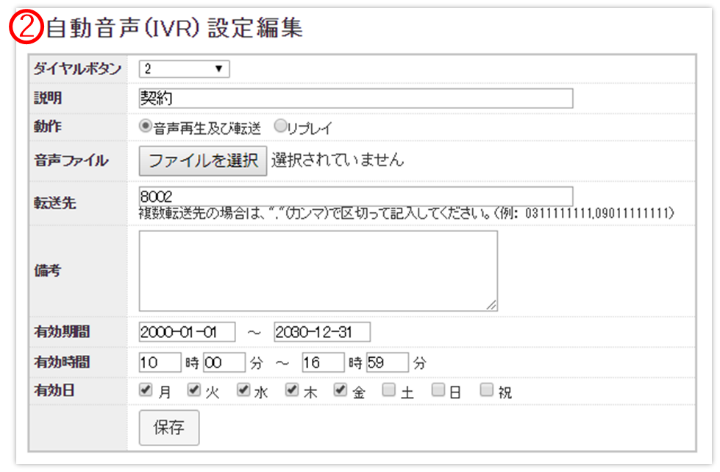 ② 自動音声(IVR) 設定編集
ダイヤルボタン 2
説明 契約
動作 音声再生及び転送 リプレイ
音声ファイル ファイルを選択 選択されていません
転送先 8002
複数転送先の場合は、","(カンマ)で区切って記入してください。(例: 0311111111,09011111111)
備考
有効期間 2000-01-01 ～ 2030-12-31
有効時間 10 時 00 分 ～ 16 時 59 分
有効日 月 火 水 木 金 土 日 祝
保存